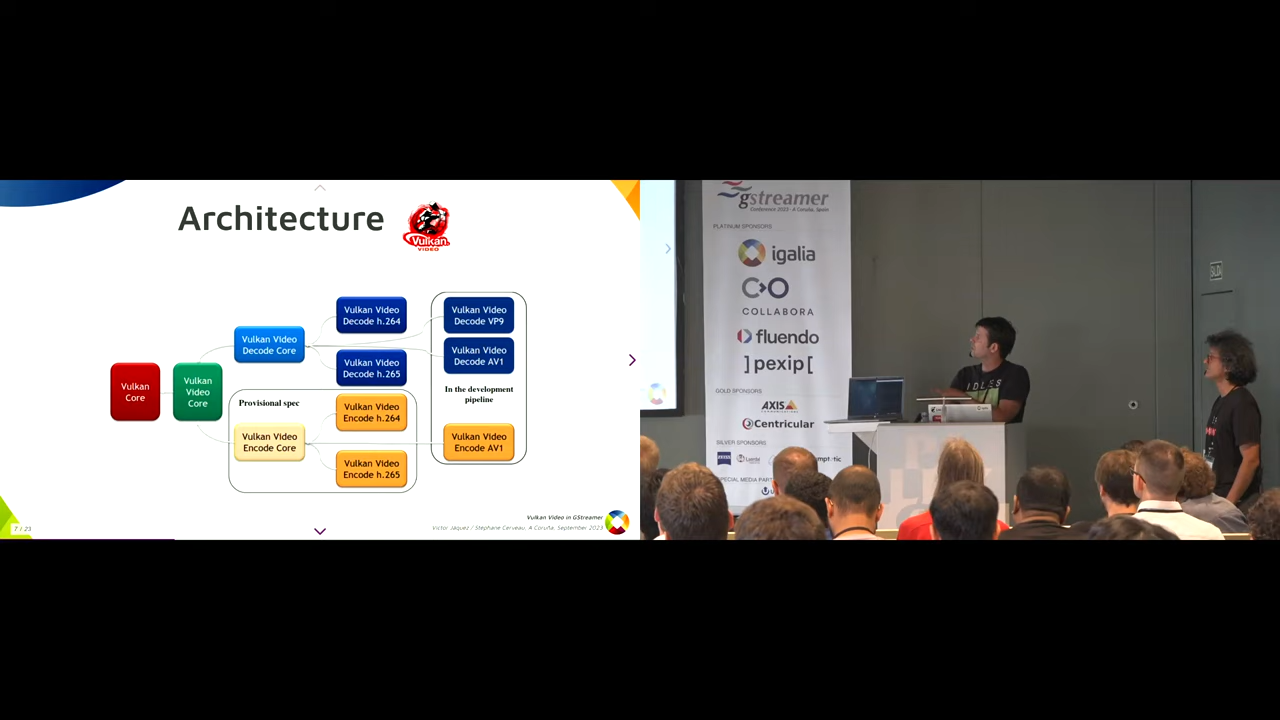 Architecture
Vulkan
VIDEO
Vulkan
Core
Vulkan
Video
Core
Vulkan Video
Decode Core
Vulkan Video
Decode h.264
Vulkan Video
Decode h.265
Vulkan Video
Decode VP9
Vulkan Video
Decode AV1
In the development
pipeline
Provisional spec
Vulkan Video
Encode Core
Vulkan Video
Encode h.264
Vulkan Video
Encode h.265
Vulkan Video
Encode AV1
7 / 23
Vulkan Video in GStreamer
Víctor Jáquez / Stéphane Cerveau, A Coruña, September 2023
gstreamer
Conference 2023 - A Coruña, Spain
PLATINUM SPONSORS
igalia
COLLABORA
fluendo
]pexip[
GOLD SPONSORS
AXIS
COMMUNICATIONS
Centricular
SILVER SPONSORS
SALIDA
IDLES